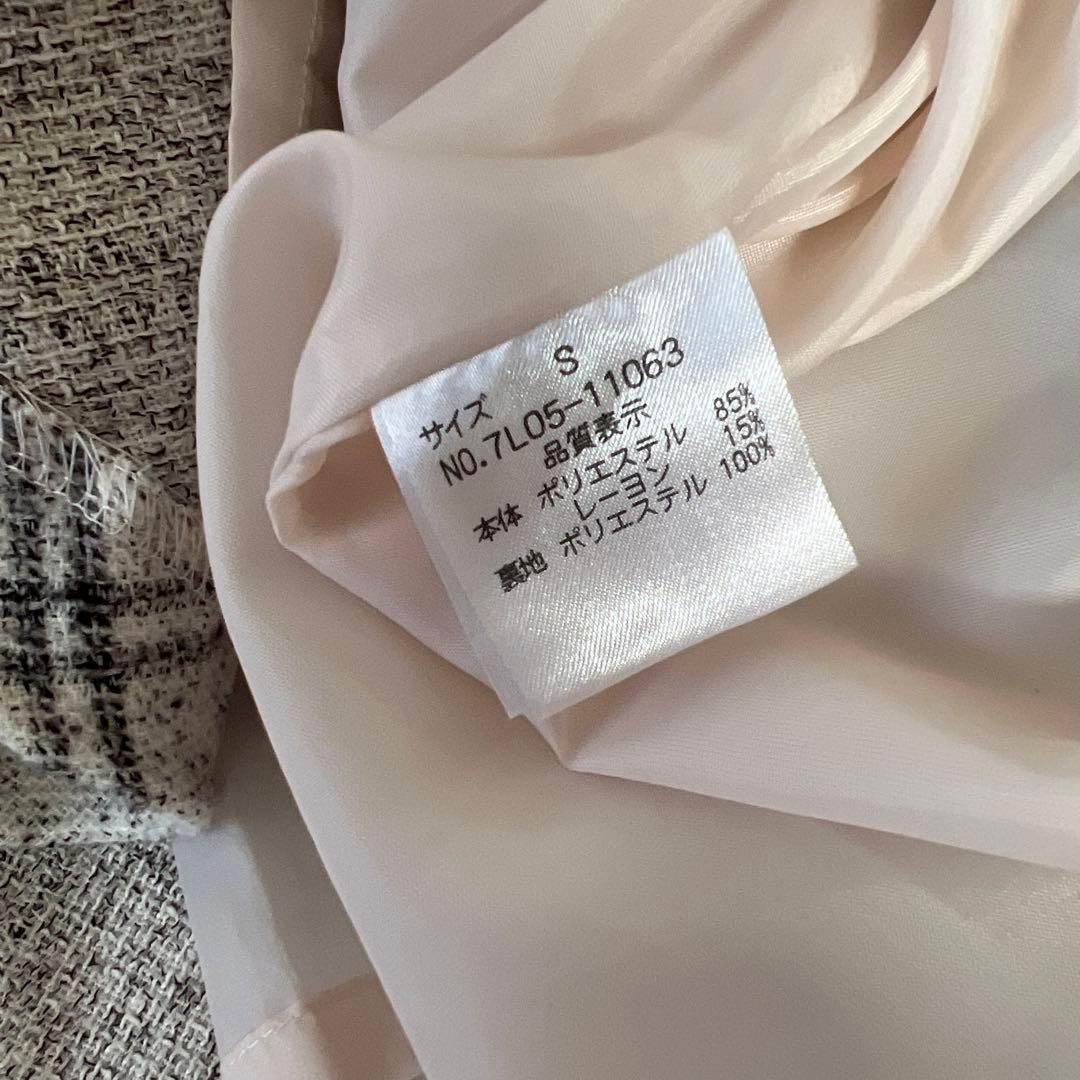 サイズ S
NO.7L05-11063
品質表示
本体 ポリエステル 85%
レーヨン 15%
裏地 ポリエステル 100%